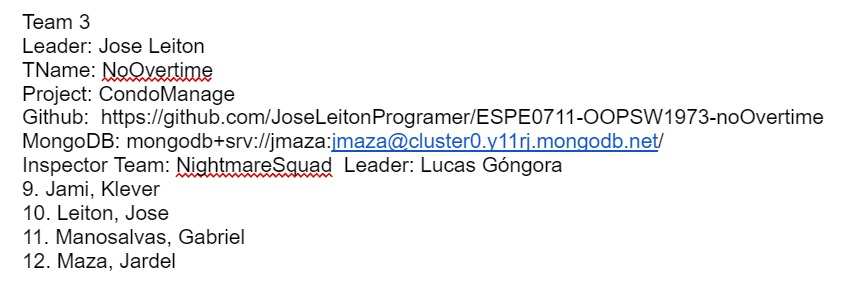 Team 3
Leader: Jose Leiton
TName: NoOvertime
Project: CondoManage
Github:  https://github.com/JoseLeitonProgramer/ESPE0711-OOPSW1973-noOvertime
MongoDB: mongodb+srv://jmaza:jmaza@cluster0.y11rj.mongodb.net/
Inspector Team: NightmareSquad  Leader: Lucas Góngora
9. Jami, Klever
10. Leiton, Jose
11. Manosalvas, Gabriel
12. Maza, Jardel